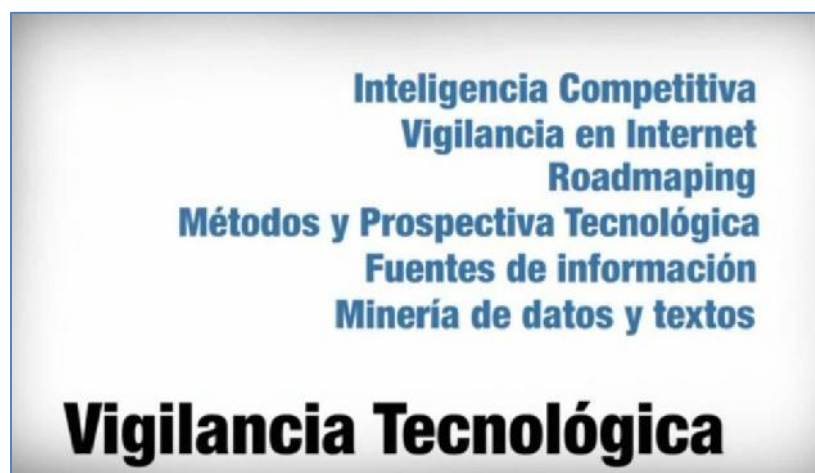 Inteligencia Competitiva
Vigilancia en Internet
Roadmaping
Métodos y Prospectiva Tecnológica
Fuentes de información
Minería de datos y textos
Vigilancia Tecnológica